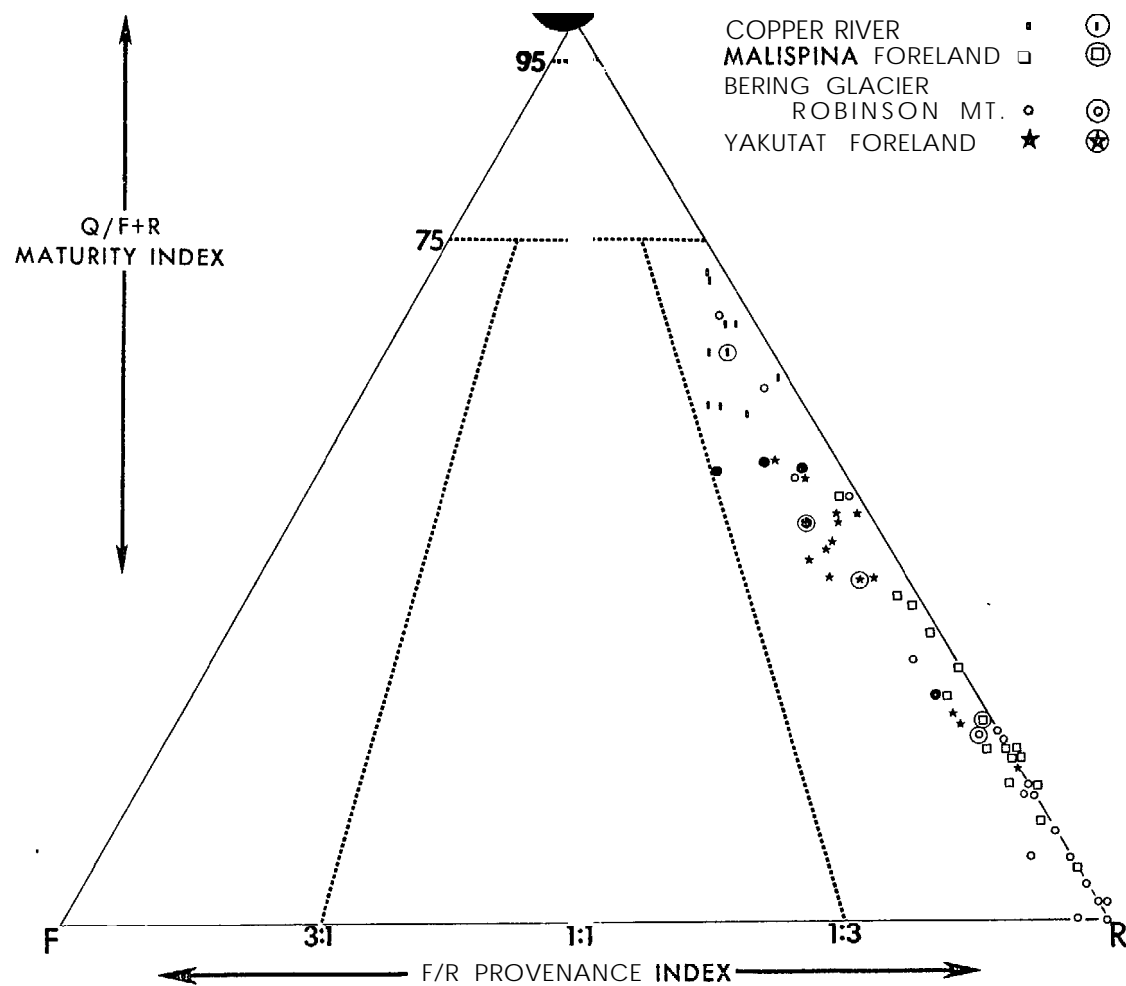 COPPER RIVER
MALISPINA FORELAND
BERING GLACIER
ROBINSON MT.
YAKUTAT FORELAND
95
75
Q/F+R
MATURITY INDEX
F
3:1
1:1
1:3
R
F/R PROVENANCE INDEX